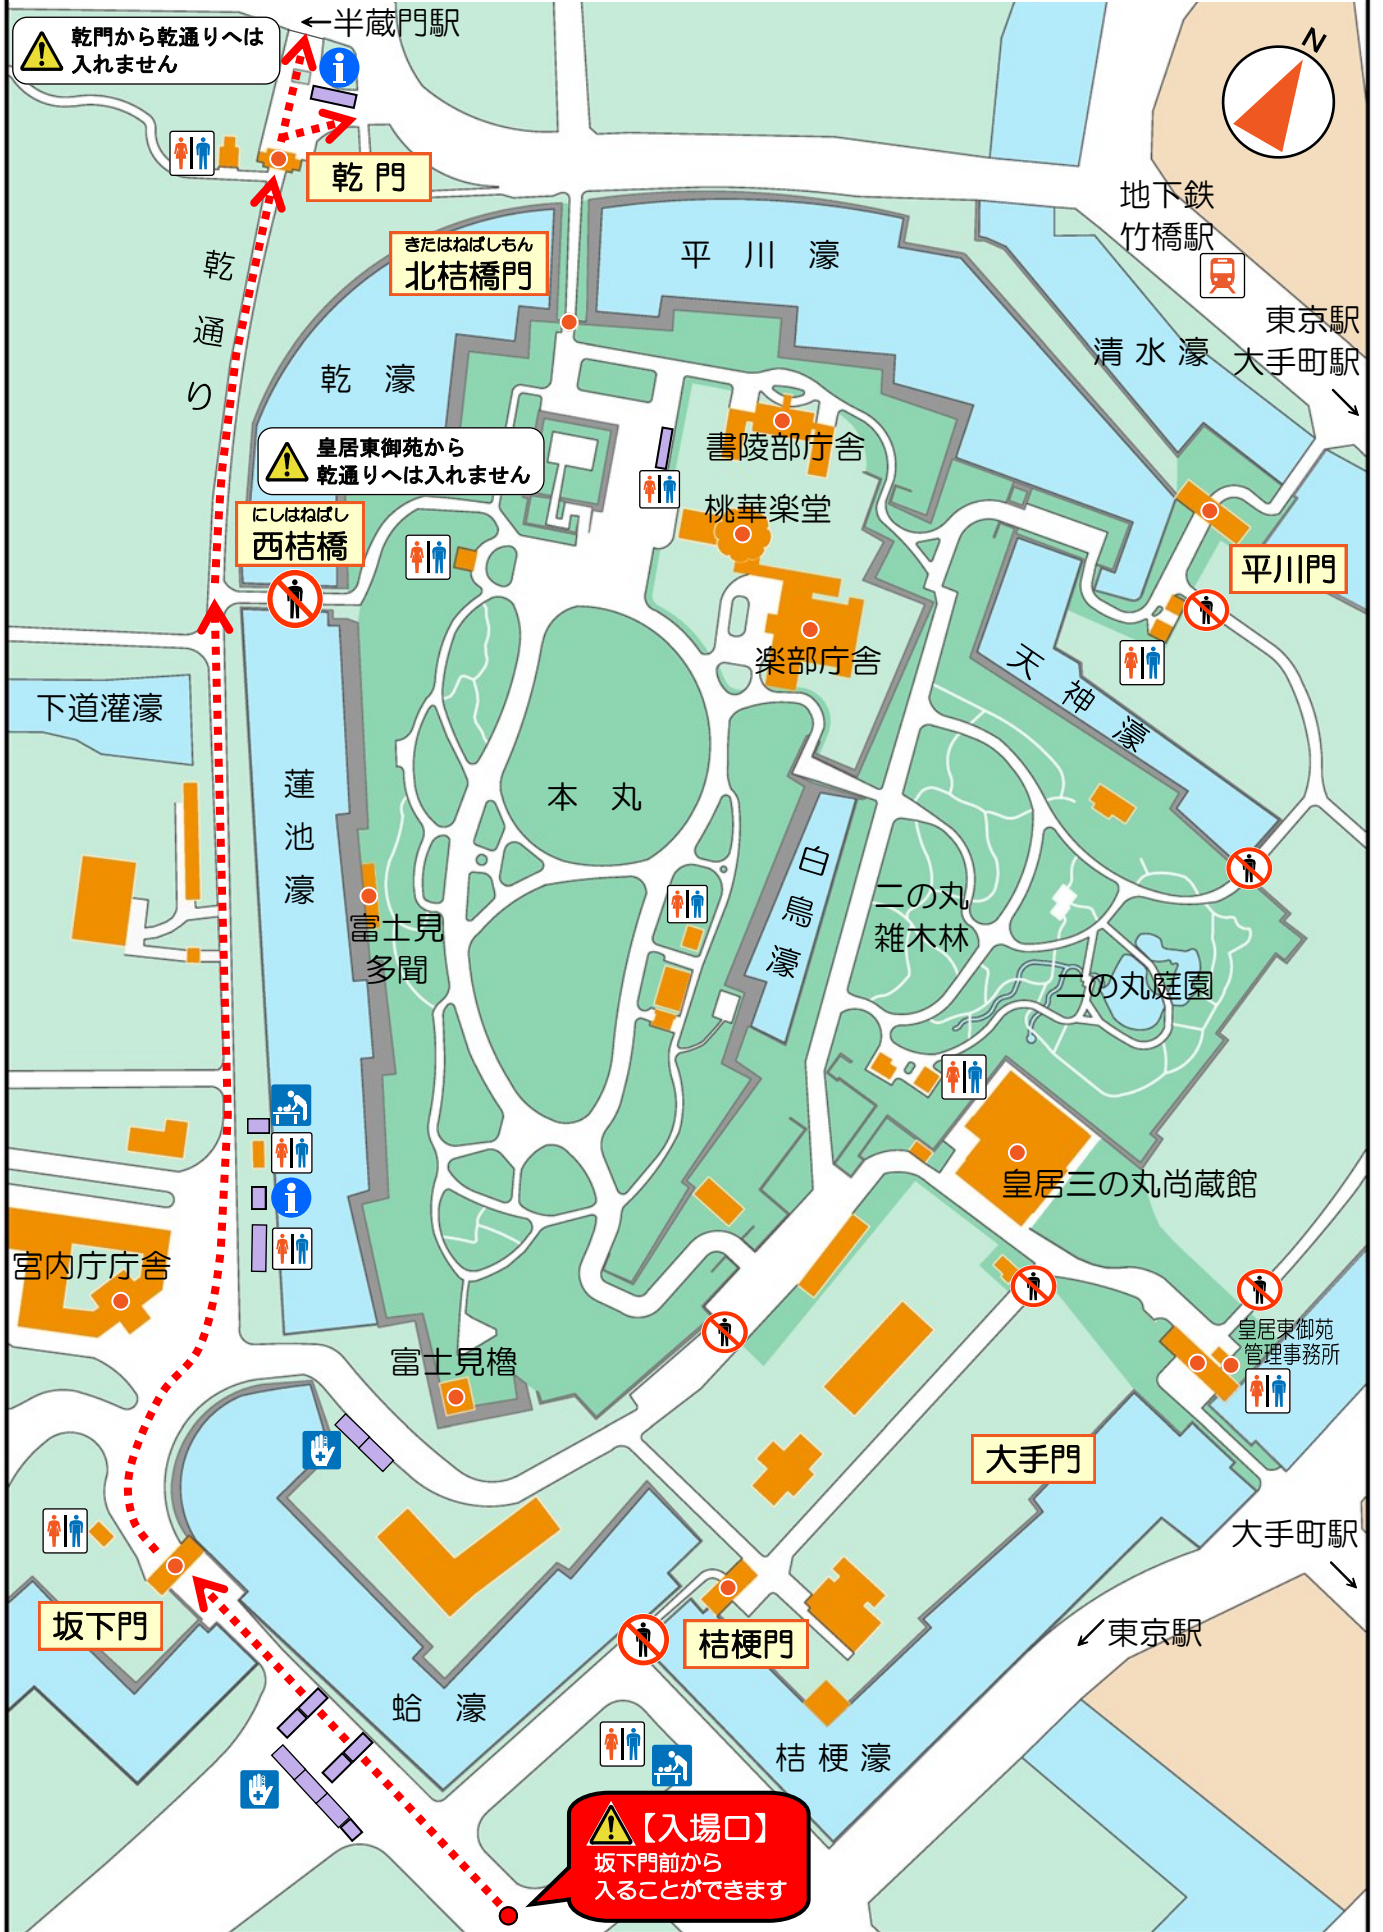 ←半蔵門駅
乾門から乾通りへは
入れません
N
乾門
地下鉄
竹橋駅
きたはねばしもん
北桔橋門
平川濠
乾通り
東京駅
大手町駅
清水濠
乾濠
皇居東御苑から
乾通りへは入れません
書陵部庁舎
にしはねばし
西桔橋
桃華楽堂
平川門
楽部庁舎
天神濠
下道灌濠
蓮池濠
本丸
白鳥濠
二の丸
雑木林
富士見
多聞
二の丸庭園
皇居三の丸尚蔵館
宮内庁庁舎
皇居東御苑
管理事務所
富士見櫓
大手門
大手町駅
坂下門
桔梗門
東京駅
蛤濠
桔梗濠
【入場口】
坂下門前から
入ることができます